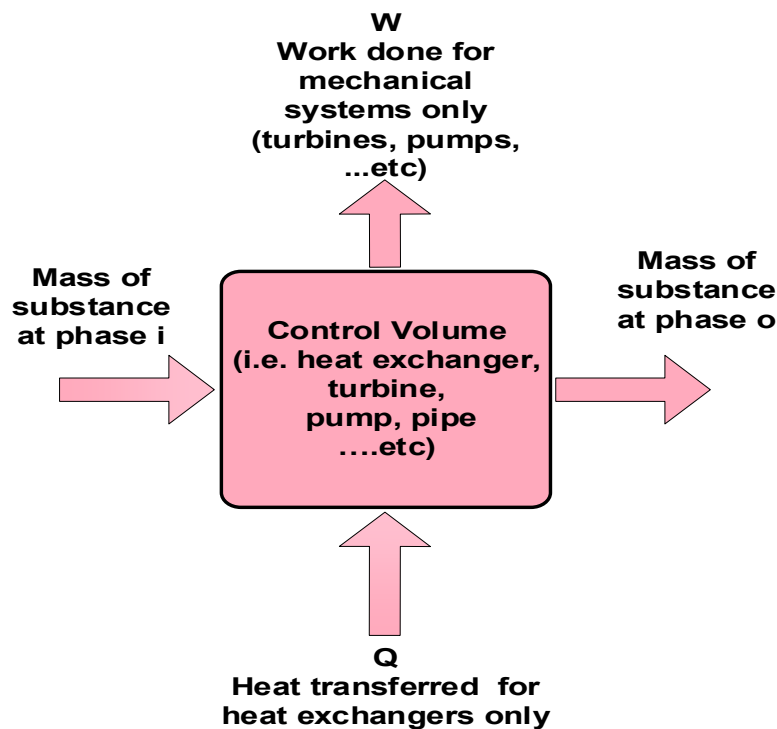 W
Work done for
mechanical
systems only
(turbines, pumps,
...etc)
Mass of
substance
at phase i
Control Volume
(i.e. heat exchanger,
turbine,
pump, pipe
....etc)
Mass of
substance
at phase o
Q
Heat transferred for
heat exchangers only